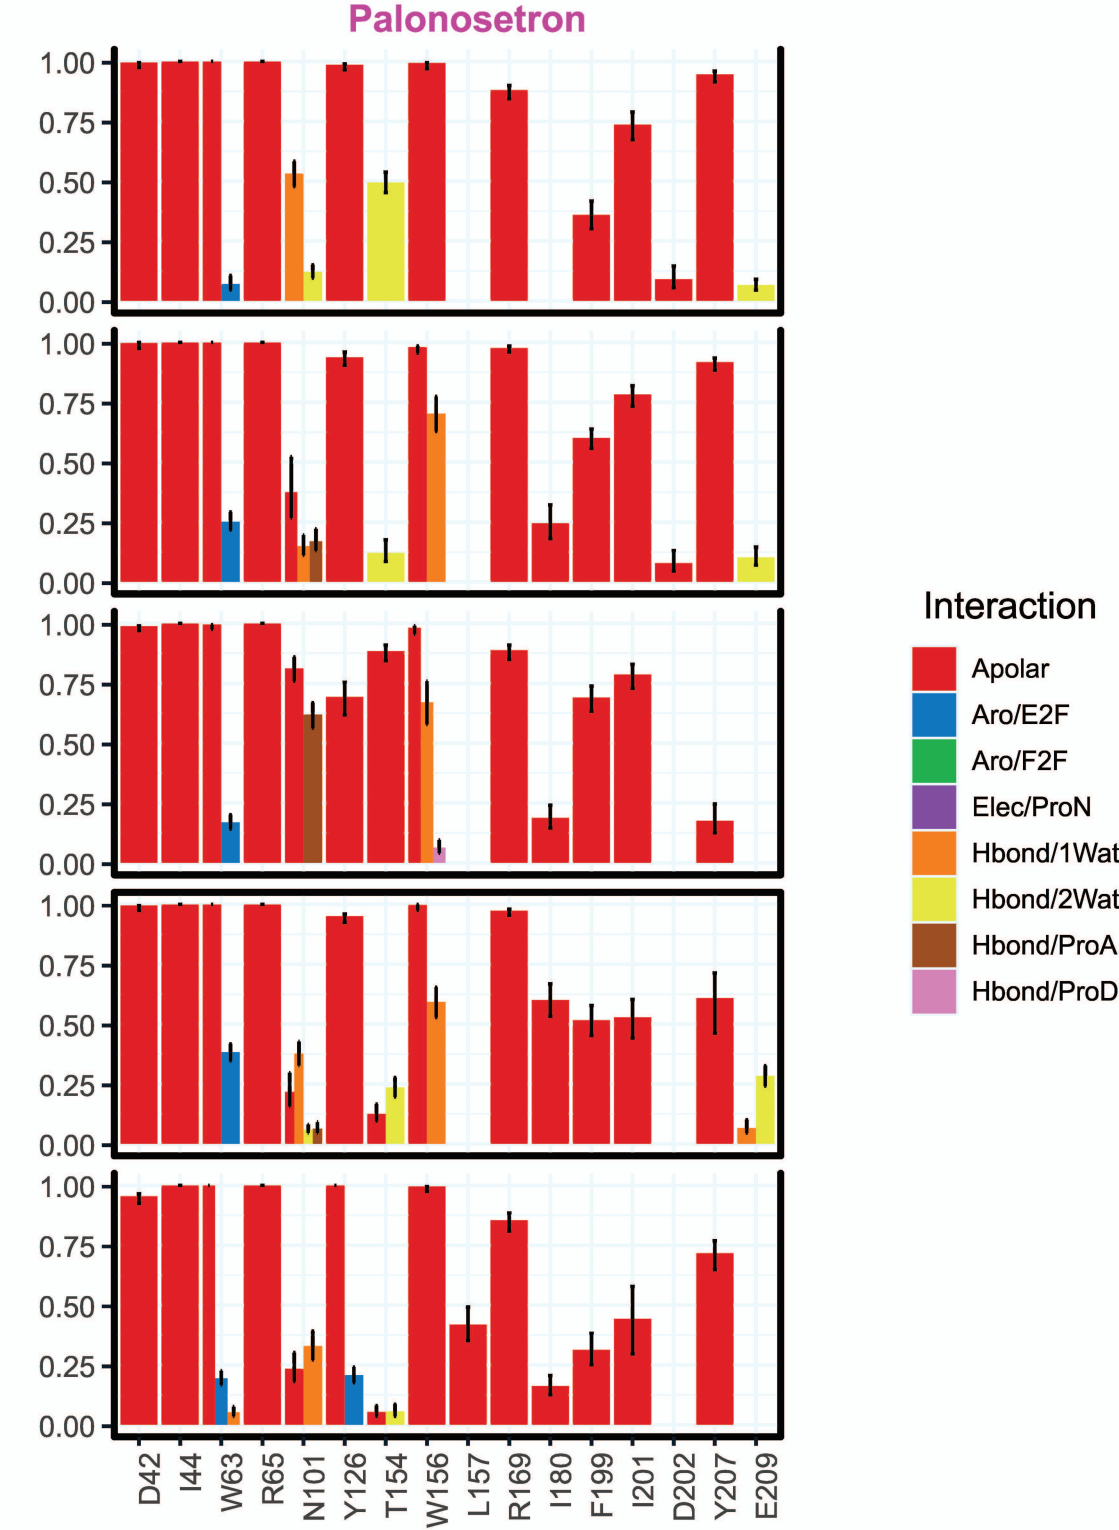 Palonosetron
1.00
0.75
0.50
0.25
0.00
1.00
0.75
0.50
0.25
0.00
1.00
0.75
0.50
0.25
0.00
1.00
0.75
0.50
0.25
0.00
1.00
0.75
0.50
0.25
0.00
D42 I44 W63 R65 N101 Y126 T154 W156 L157 R169 I180 F199 I201 D202 Y207 E209
Interaction
Apolar
Aro/E2F
Aro/F2F
Elec/ProN
Hbond/1Wat
Hbond/2Wat
Hbond/ProA
Hbond/ProD